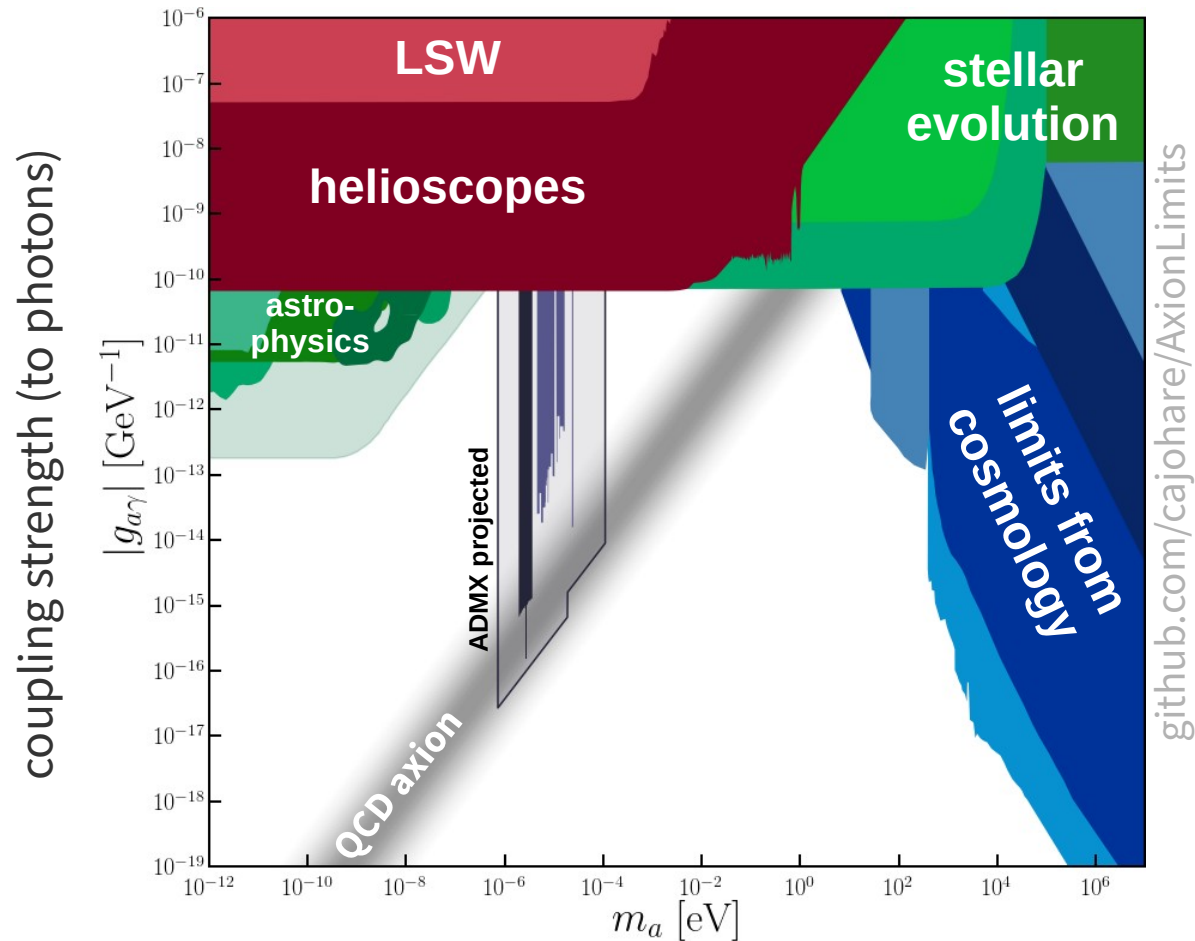 coupling strength (to photons)
|g_{aγ}| [GeV^{−1}]
10^{−6}
10^{−7}
10^{−8}
10^{−9}
10^{−10}
10^{−11}
10^{−12}
10^{−13}
10^{−14}
10^{−15}
10^{−16}
10^{−17}
10^{−18}
10^{−19}
LSW
helioscopes
stellar
evolution
astro-
physics
ADMX projected
QCD axion
limits from
cosmology
10^{−12}
10^{−10}
10^{−8}
10^{−6}
10^{−4}
10^{−2}
10^{0}
10^{2}
10^{4}
10^{6}
m_a [eV]
github.com/cajohare/AxionLimits